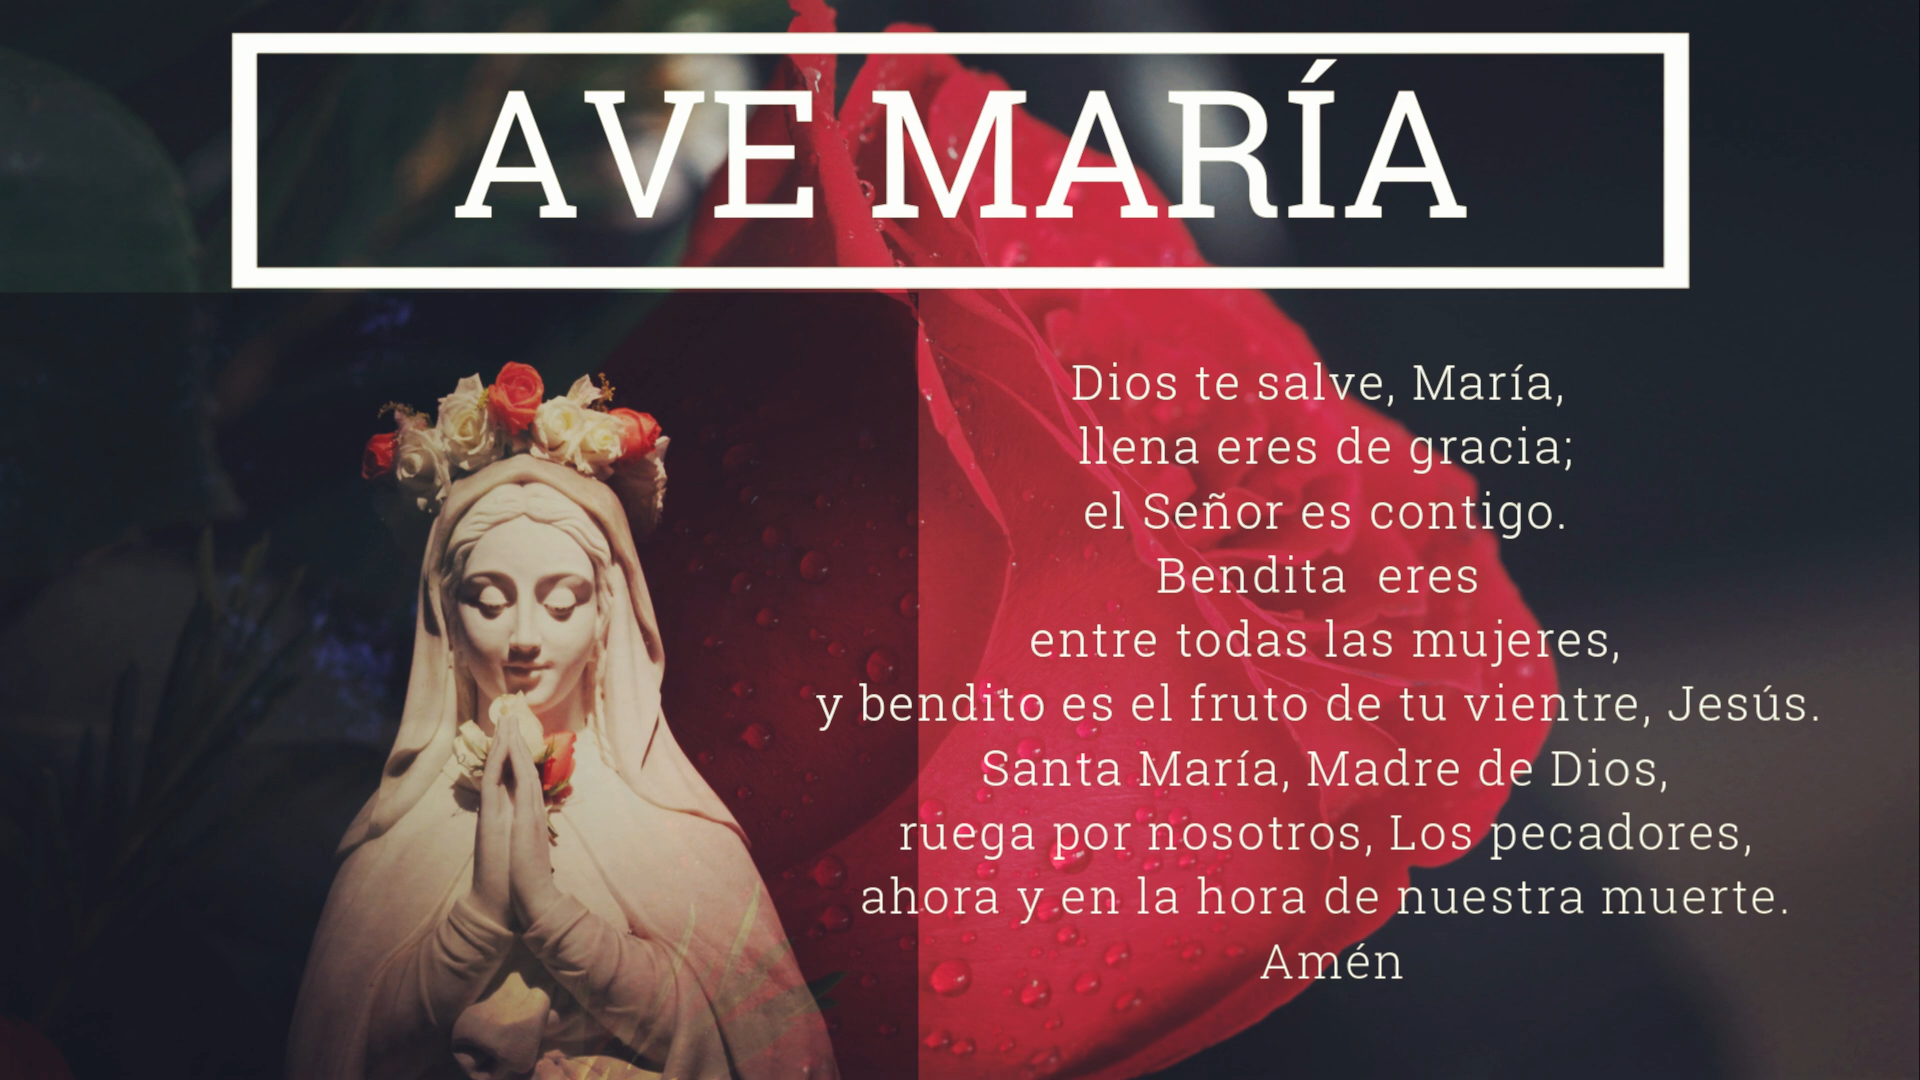 AVE MARÍA
Dios te salve, María,
llena eres de gracia;
el Señor es contigo.
Bendita  eres
entre todas las mujeres,
y bendito es el fruto de tu vientre, Jesús.
Santa María, Madre de Dios,
ruega por nosotros, Los pecadores,
ahora y en la hora de nuestra muerte.
Amén